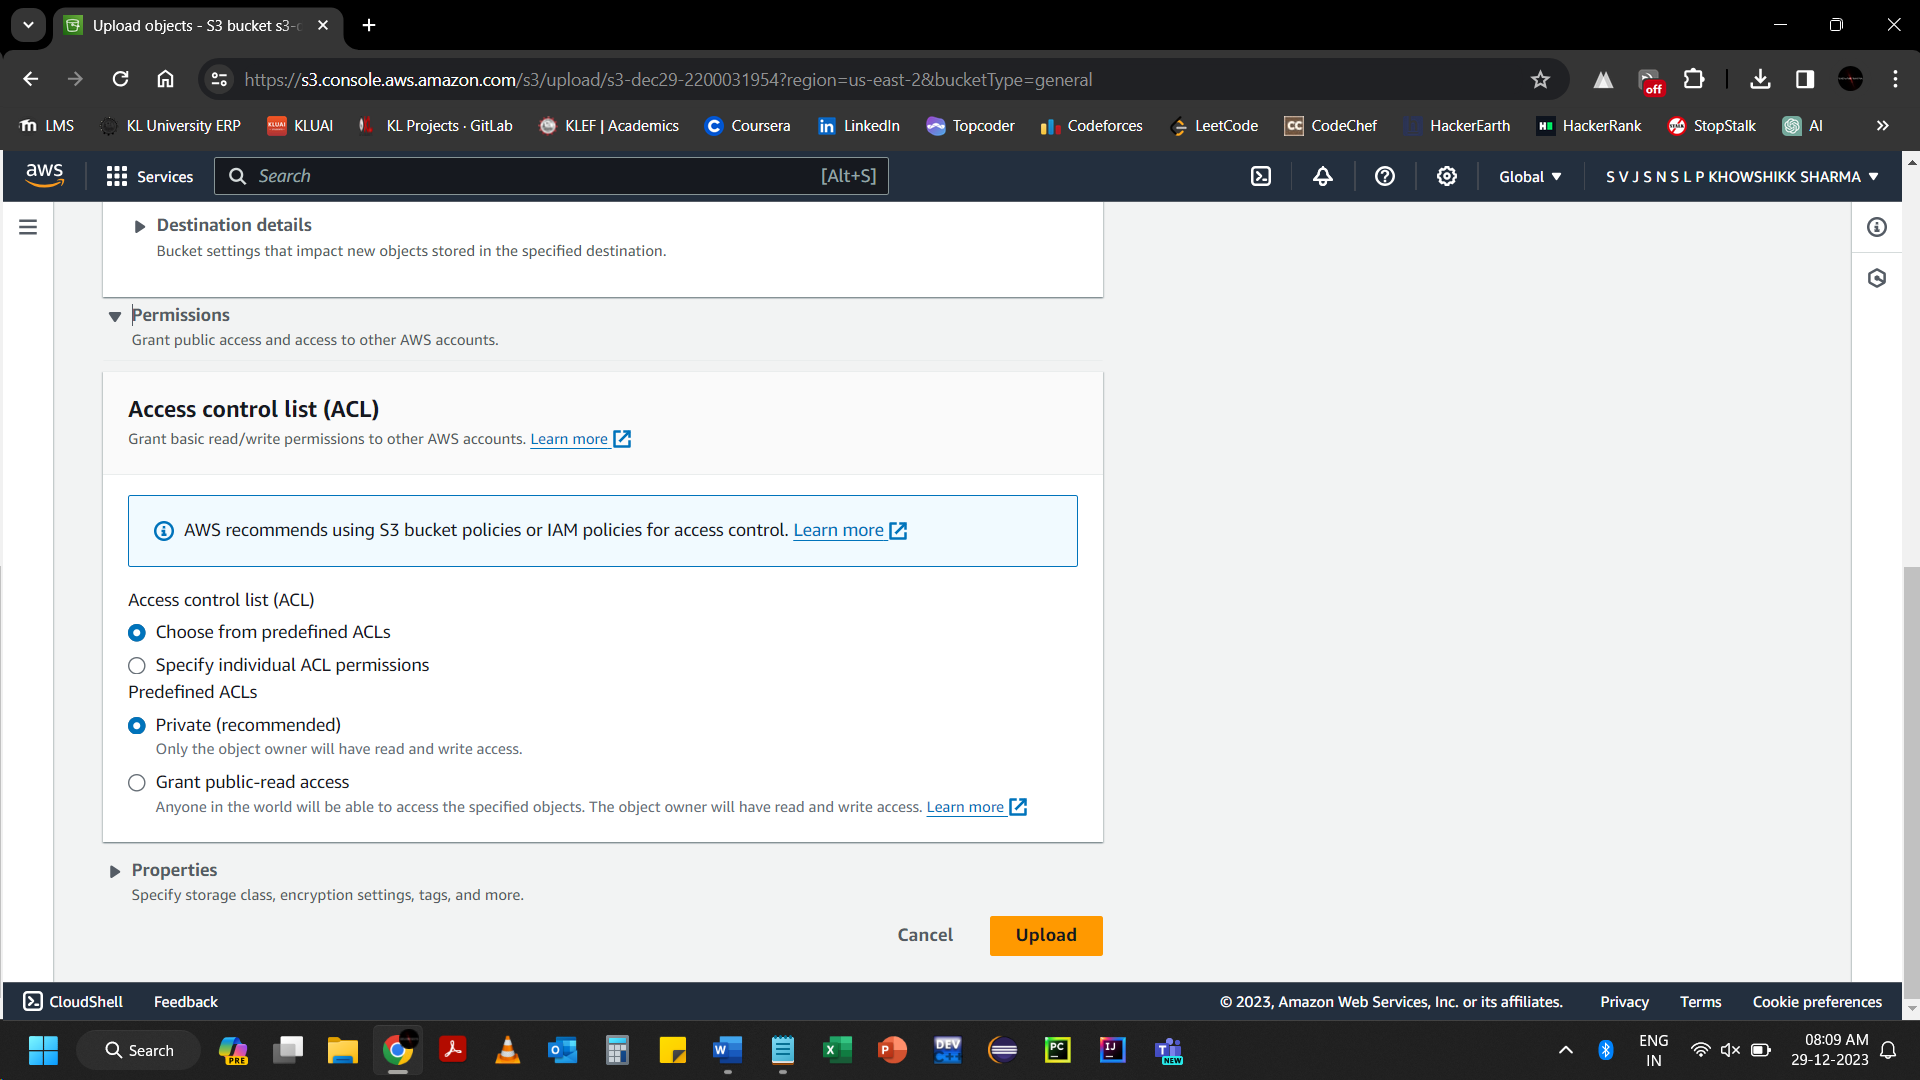 Upload objects - S3 bucket s3-
https://s3.console.aws.amazon.com/s3/upload/s3-dec29-2200031954?region=us-east-2&bucketType=general
off
LMS KL University ERP KLUAI KLUAI KL Projects · GitLab KLEF | Academics Coursera LinkedIn Topcoder Codeforces LeetCode CC CodeChef HackerEarth HackerRank StopStalk AI
aws Services Search [Alt+S] Global S V J S N S L P KHOWSHIKK SHARMA
Destination details
Bucket settings that impact new objects stored in the specified destination.
Permissions
Grant public access and access to other AWS accounts.
Access control list (ACL)
Grant basic read/write permissions to other AWS accounts. Learn more
AWS recommends using S3 bucket policies or IAM policies for access control. Learn more
Access control list (ACL)
Choose from predefined ACLs
Specify individual ACL permissions
Predefined ACLs
Private (recommended)
Only the object owner will have read and write access.
Grant public-read access
Anyone in the world will be able to access the specified objects. The object owner will have read and write access. Learn more
Properties
Specify storage class, encryption settings, tags, and more.
Cancel Upload
CloudShell Feedback © 2023, Amazon Web Services, Inc. or its affiliates. Privacy Terms Cookie preferences
Search PRE DEV C++ PC IJ NEW ENG 08:09 AM
IN 29-12-2023